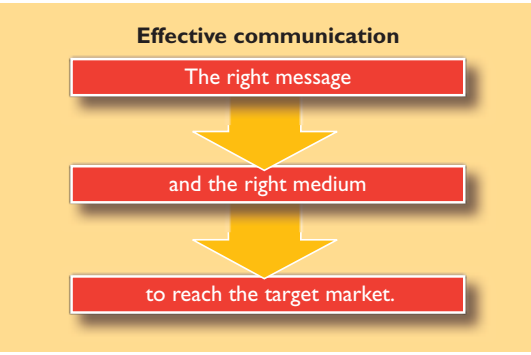 Effective communication
The right message
and the right medium
to reach the target market.